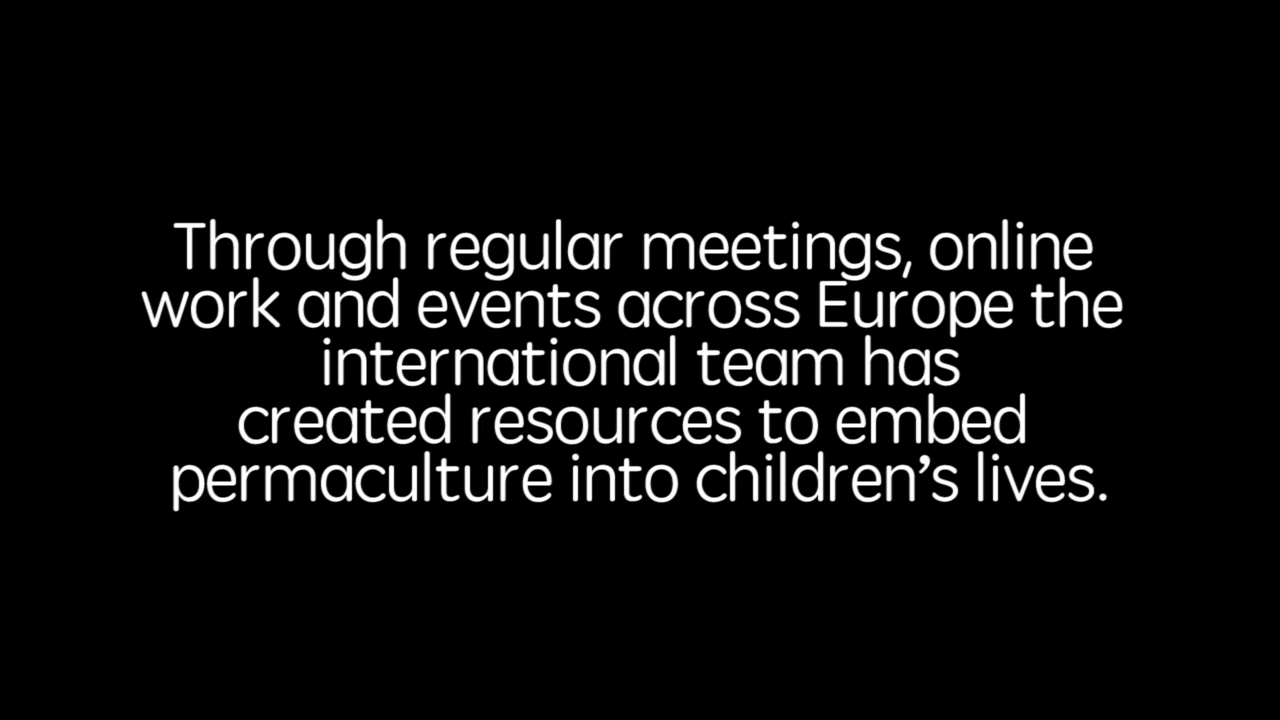 Through regular meetings, online
work and events across Europe the
international team has
created resources to embed
permaculture into children’s lives.